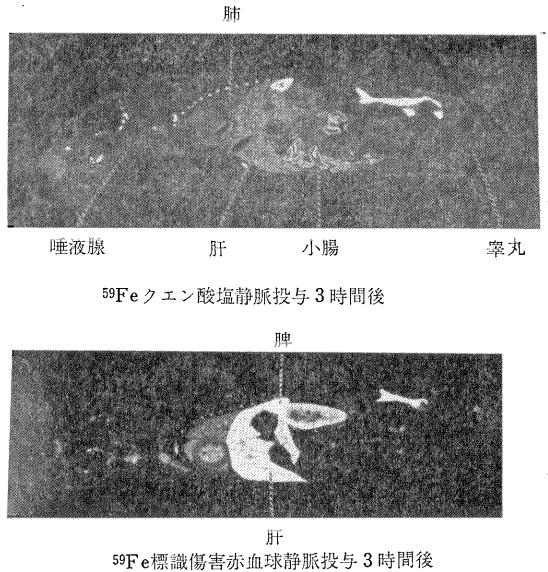 肺
唾液腺 肝 小腸 睾丸
⁵⁹Feクエン酸塩静脈投与3時間後
脾
肝
⁵⁹Fe標識傷害赤血球静脈投与3時間後